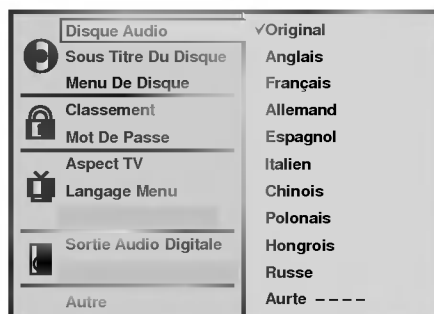 Disque Audio
Sous Titre Du Disque
Menu De Disque
Classement
Mot De Passe
Aspect TV
Langage Menu
Sortie Audio Digitale
Autre
✓Original
Anglais
Français
Allemand
Espagnol
Italien
Chinois
Polonais
Hongrois
Russe
Aurte – – – –